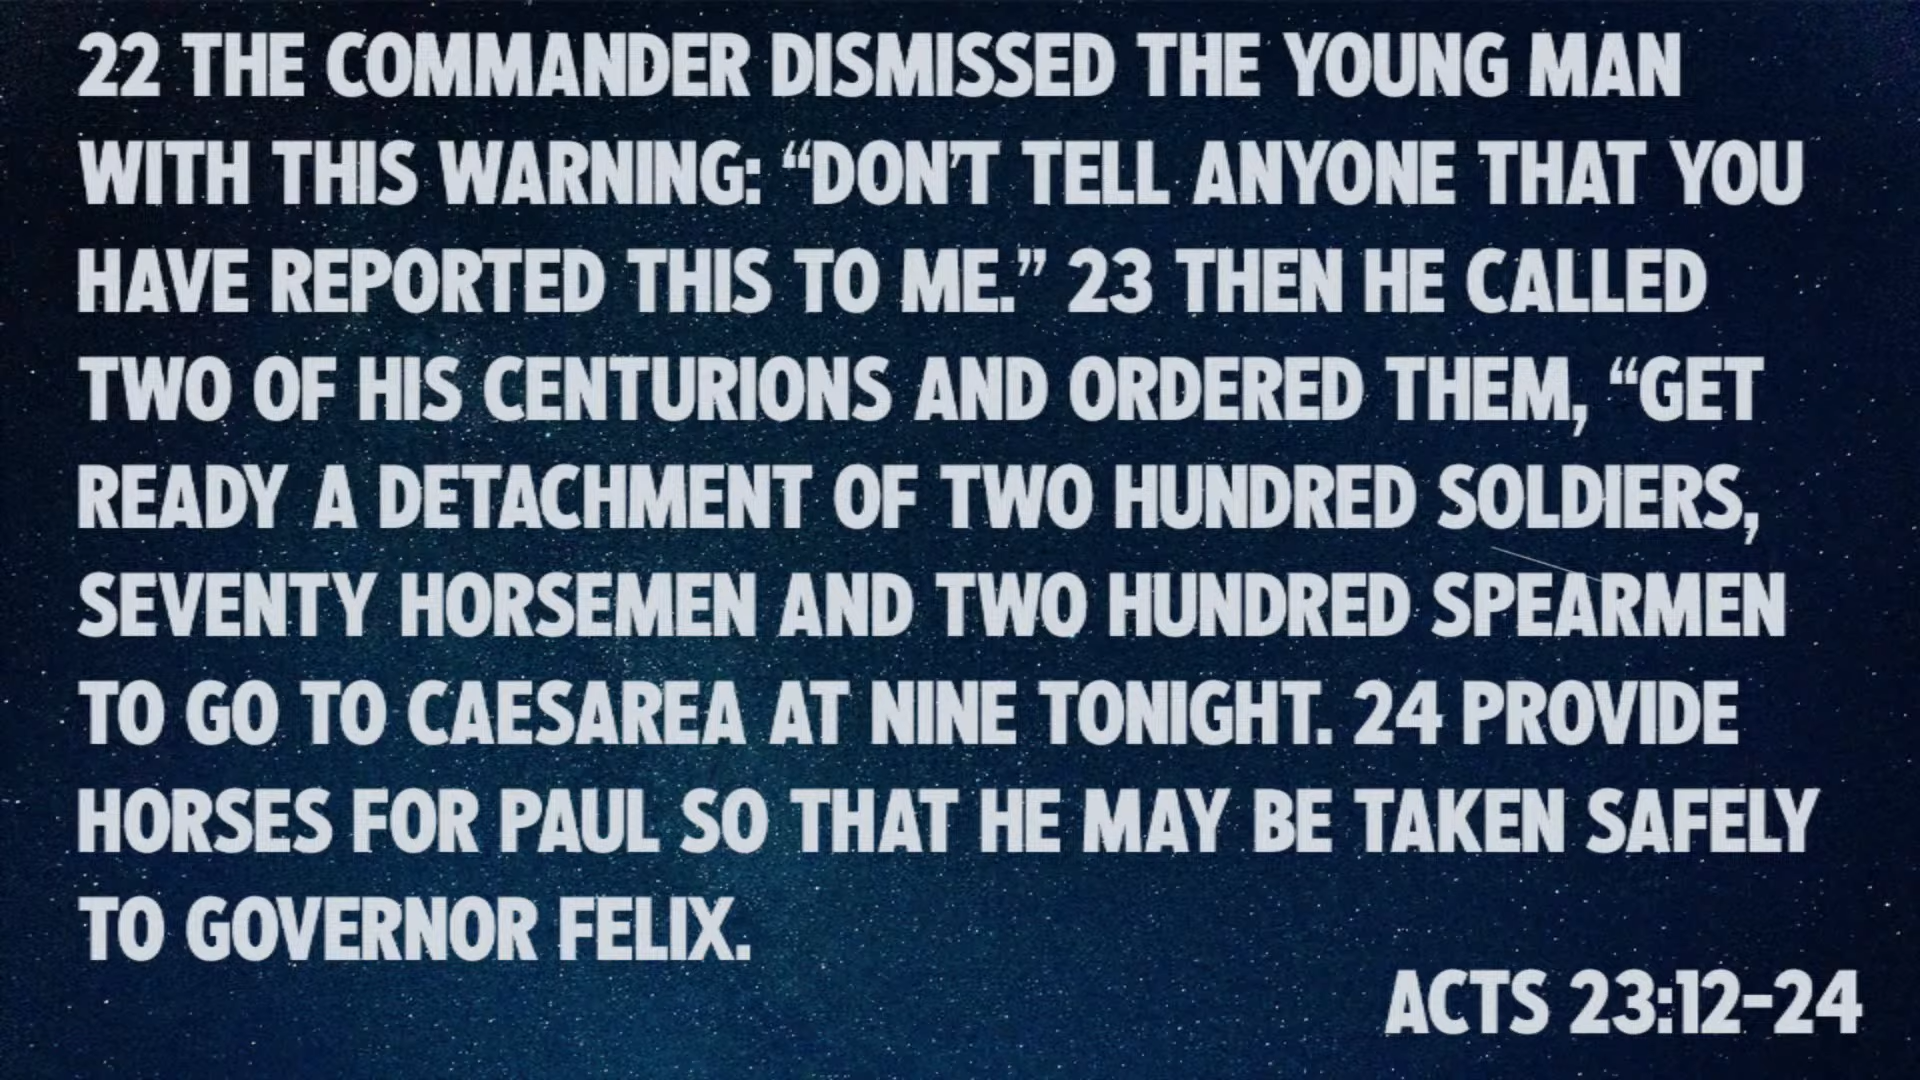 22 THE COMMANDER DISMISSED THE YOUNG MAN
WITH THIS WARNING: “DON’T TELL ANYONE THAT YOU
HAVE REPORTED THIS TO ME.” 23 THEN HE CALLED
TWO OF HIS CENTURIONS AND ORDERED THEM, “GET
READY A DETACHMENT OF TWO HUNDRED SOLDIERS,
SEVENTY HORSEMEN AND TWO HUNDRED SPEARMEN
TO GO TO CAESAREA AT NINE TONIGHT. 24 PROVIDE
HORSES FOR PAUL SO THAT HE MAY BE TAKEN SAFELY
TO GOVERNOR FELIX.
ACTS 23:12-24